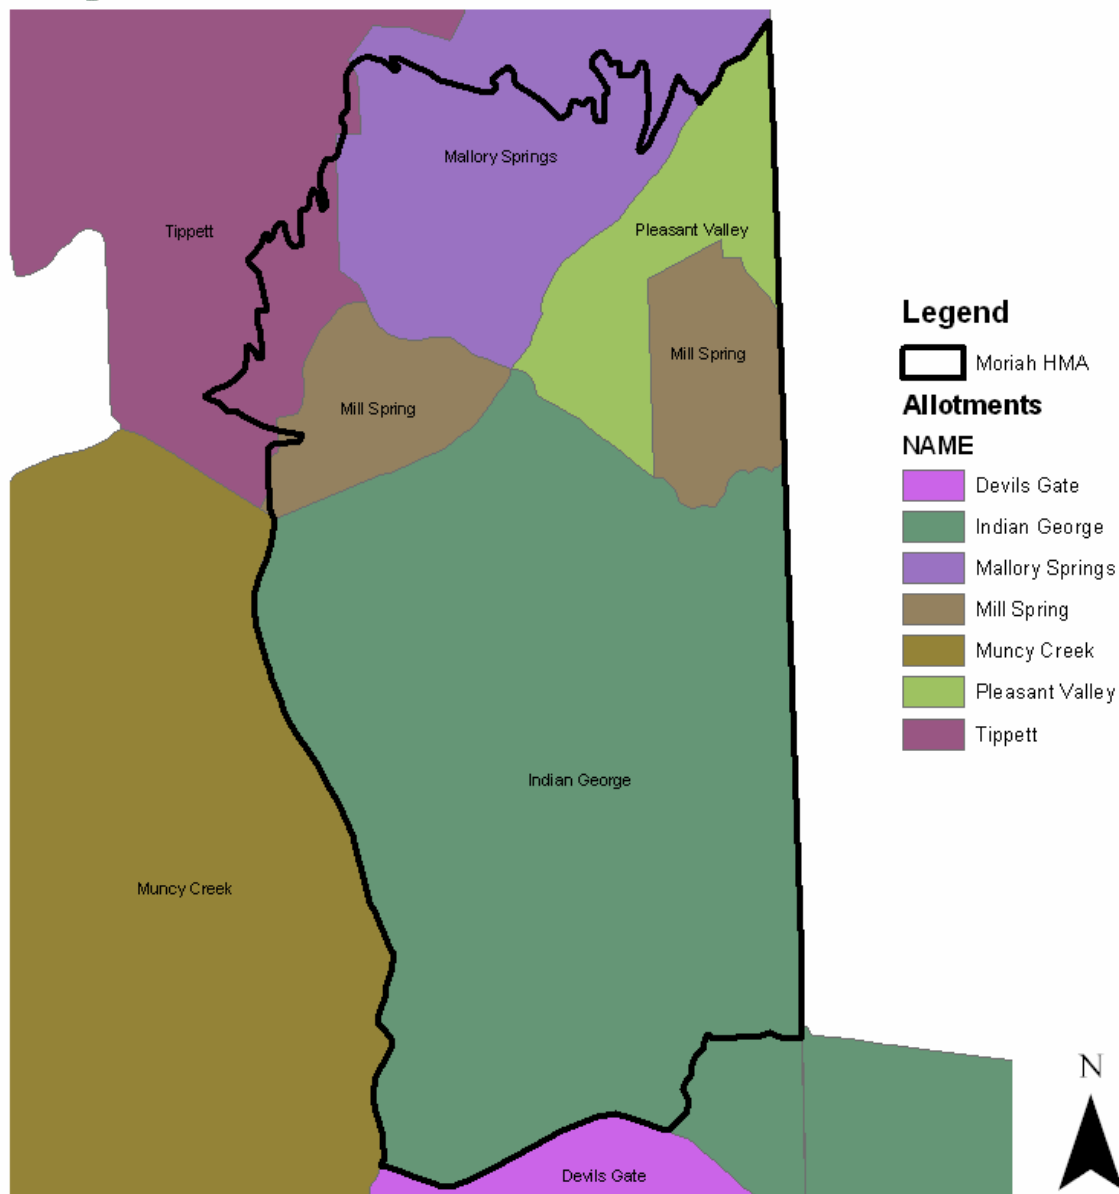 Mallory Springs
Tippett
Pleasant Valley
Mill Spring
Mill Spring
Indian George
Muncy Creek
Devils Gate
Legend
Moriah HMA
Allotments
NAME
Devils Gate
Indian George
Mallory Springs
Mill Spring
Muncy Creek
Pleasant Valley
Tippett
N